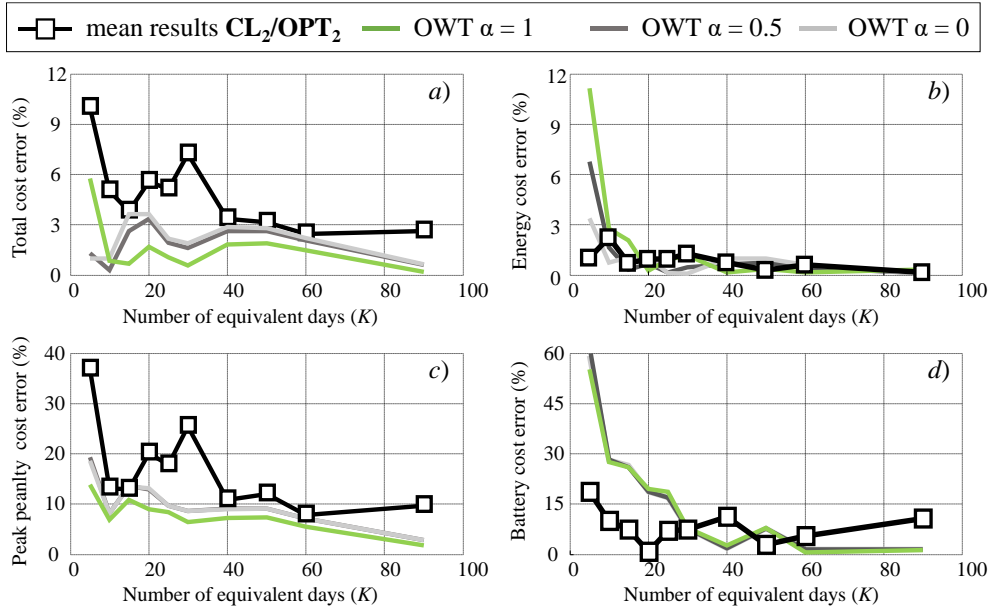 mean results CL2/OPT2 OWT α = 1 OWT α = 0.5 OWT α = 0
12
9
6
3
0
0 20 40 60 80 100
Total cost error (%)
Number of equivalent days (K)
a)
12
9
6
3
0
0 20 40 60 80 100
Energy cost error (%)
Number of equivalent days (K)
b)
40
30
20
10
0
0 20 40 60 80 100
Peak peanlty cost error (%)
Number of equivalent days (K)
c)
60
45
30
15
0
0 20 40 60 80 100
Battery cost error (%)
Number of equivalent days (K)
d)